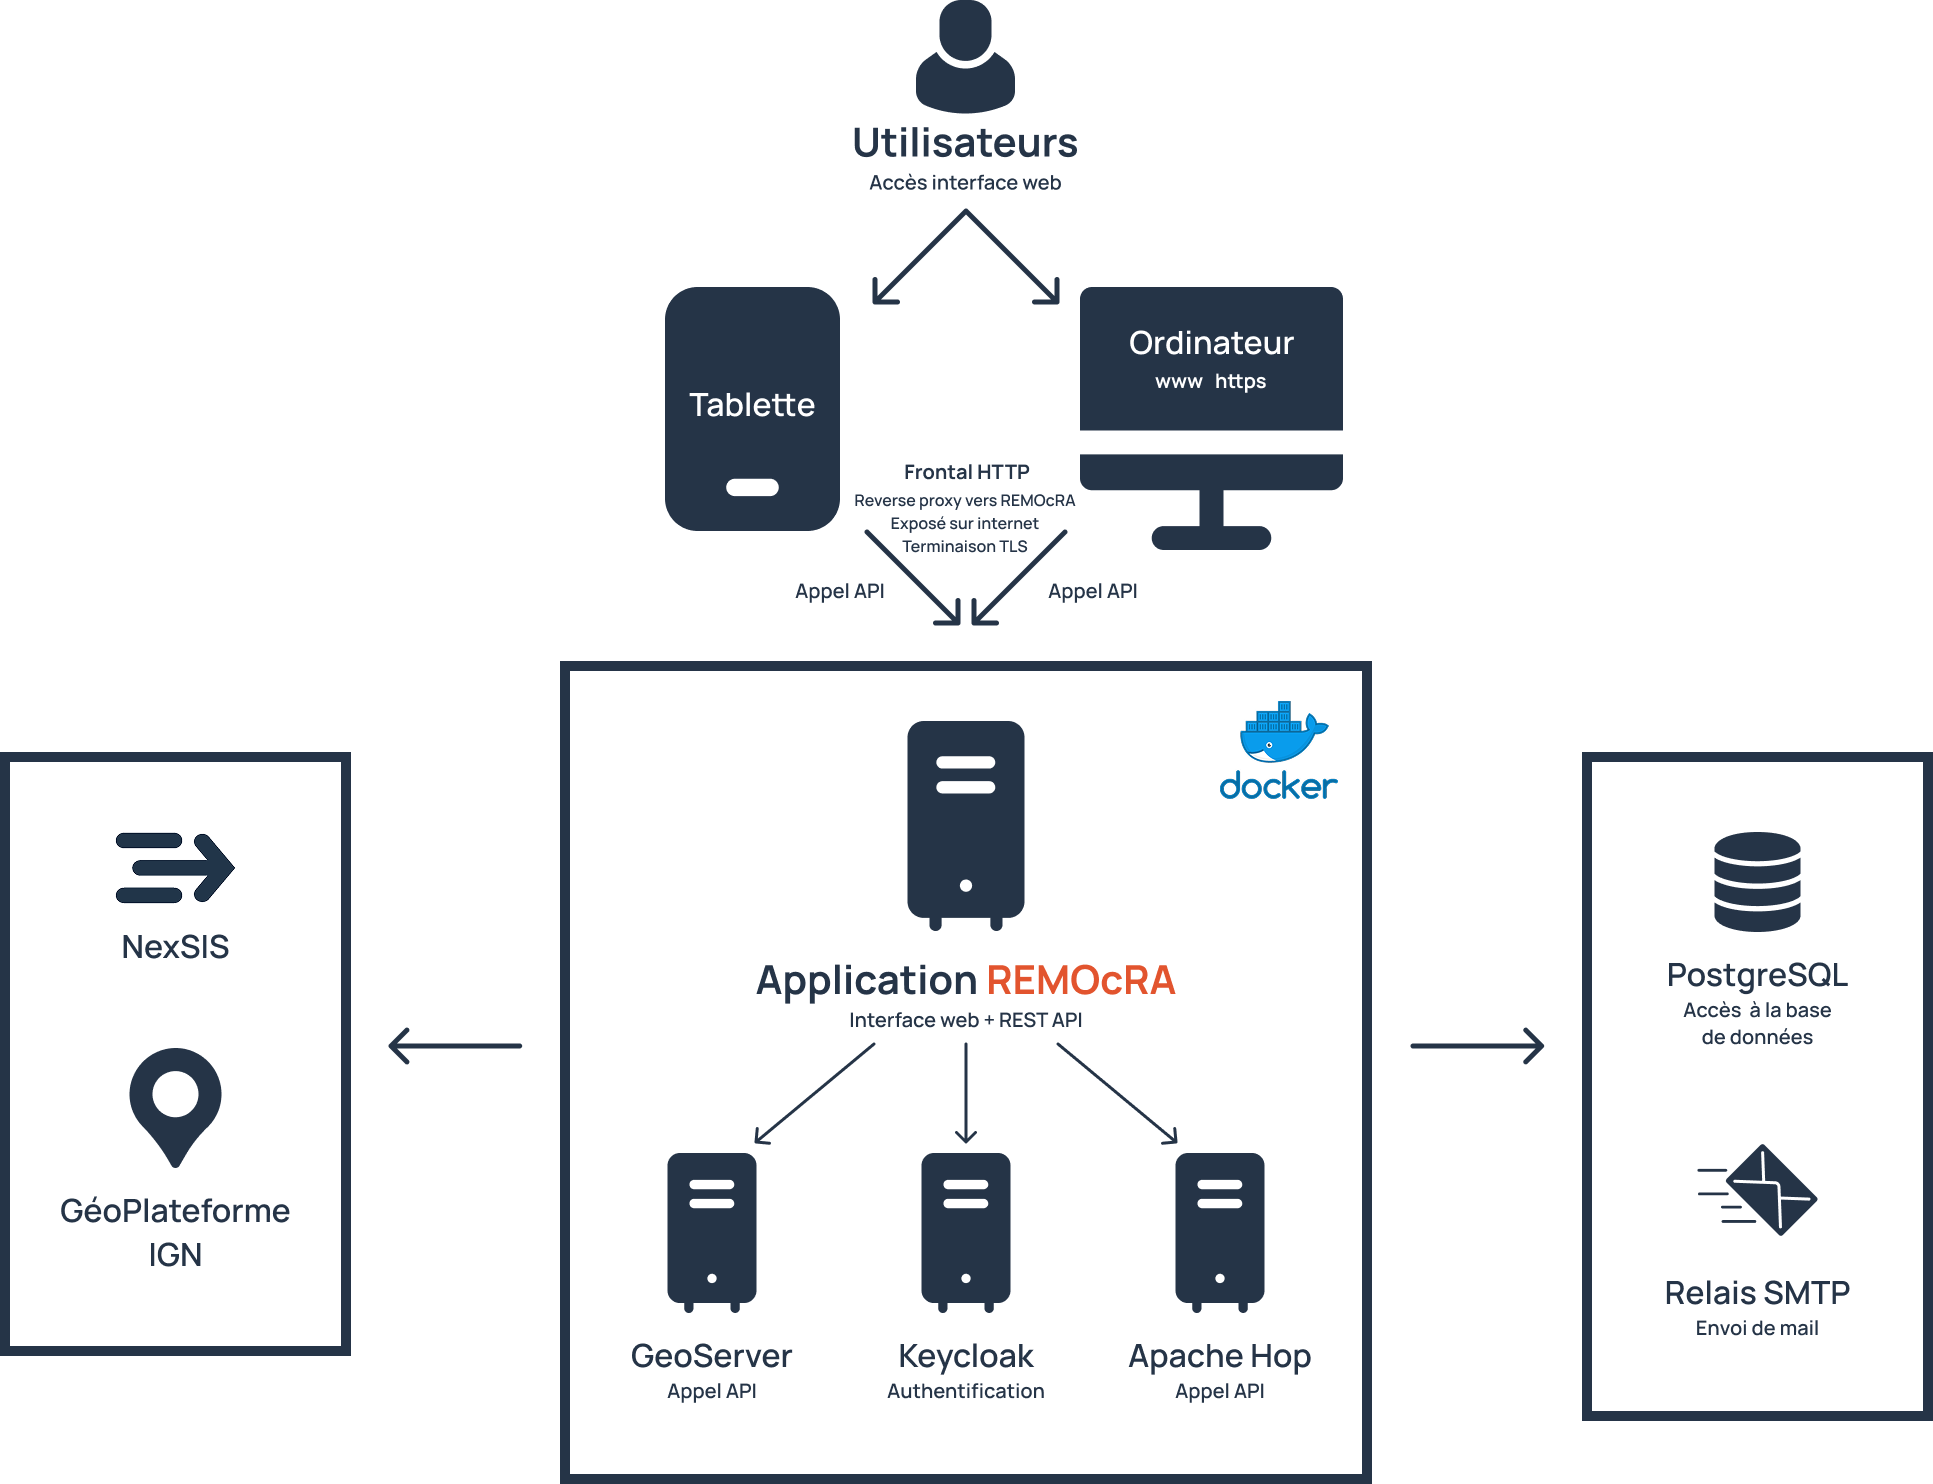 Utilisateurs
Accès interface web
Tablette
Ordinateur
www https
Frontal HTTP
Reverse proxy vers REMOcRA
Exposé sur internet
Terminaison TLS
Appel API
Appel API
docker
Application REMOcRA
Interface web + REST API
GeoServer
Appel API
Keycloak
Authentification
Apache Hop
Appel API
NexSIS
GéoPlateforme
IGN
PostgreSQL
Accès à la base
de données
Relais SMTP
Envoi de mail